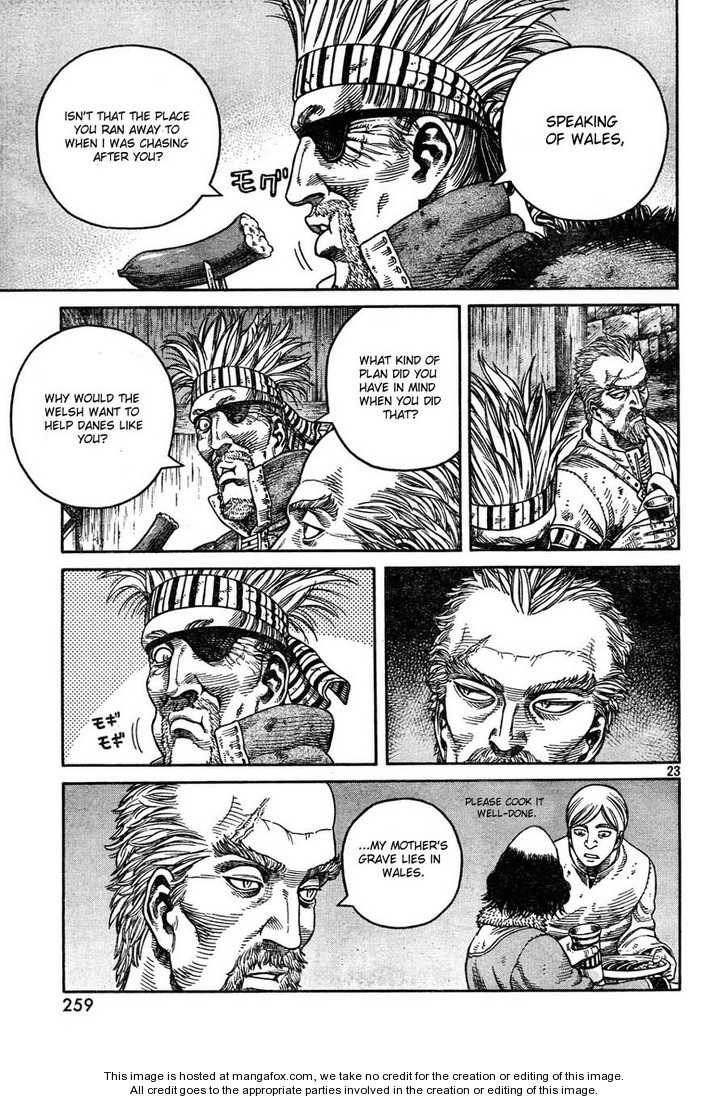 SPEAKING
OF WALES,
ISN'T THAT THE PLACE
YOU RAN AWAY TO
WHEN I WAS CHASING
AFTER YOU?
モグ
WHAT KIND OF
PLAN DID YOU
HAVE IN MIND
WHEN YOU DID
THAT?
WHY WOULD THE
WELSH WANT TO
HELP DANES LIKE
YOU?
モギ
モギ
23
PLEASE COOK IT
WELL-DONE.
...MY MOTHER'S
GRAVE LIES IN
WALES.
259
This image is hosted at mangafox.com, we take no credit for the creation or editing of this image.
All credit goes to the appropriate parties involved in the creation or editing of this image.